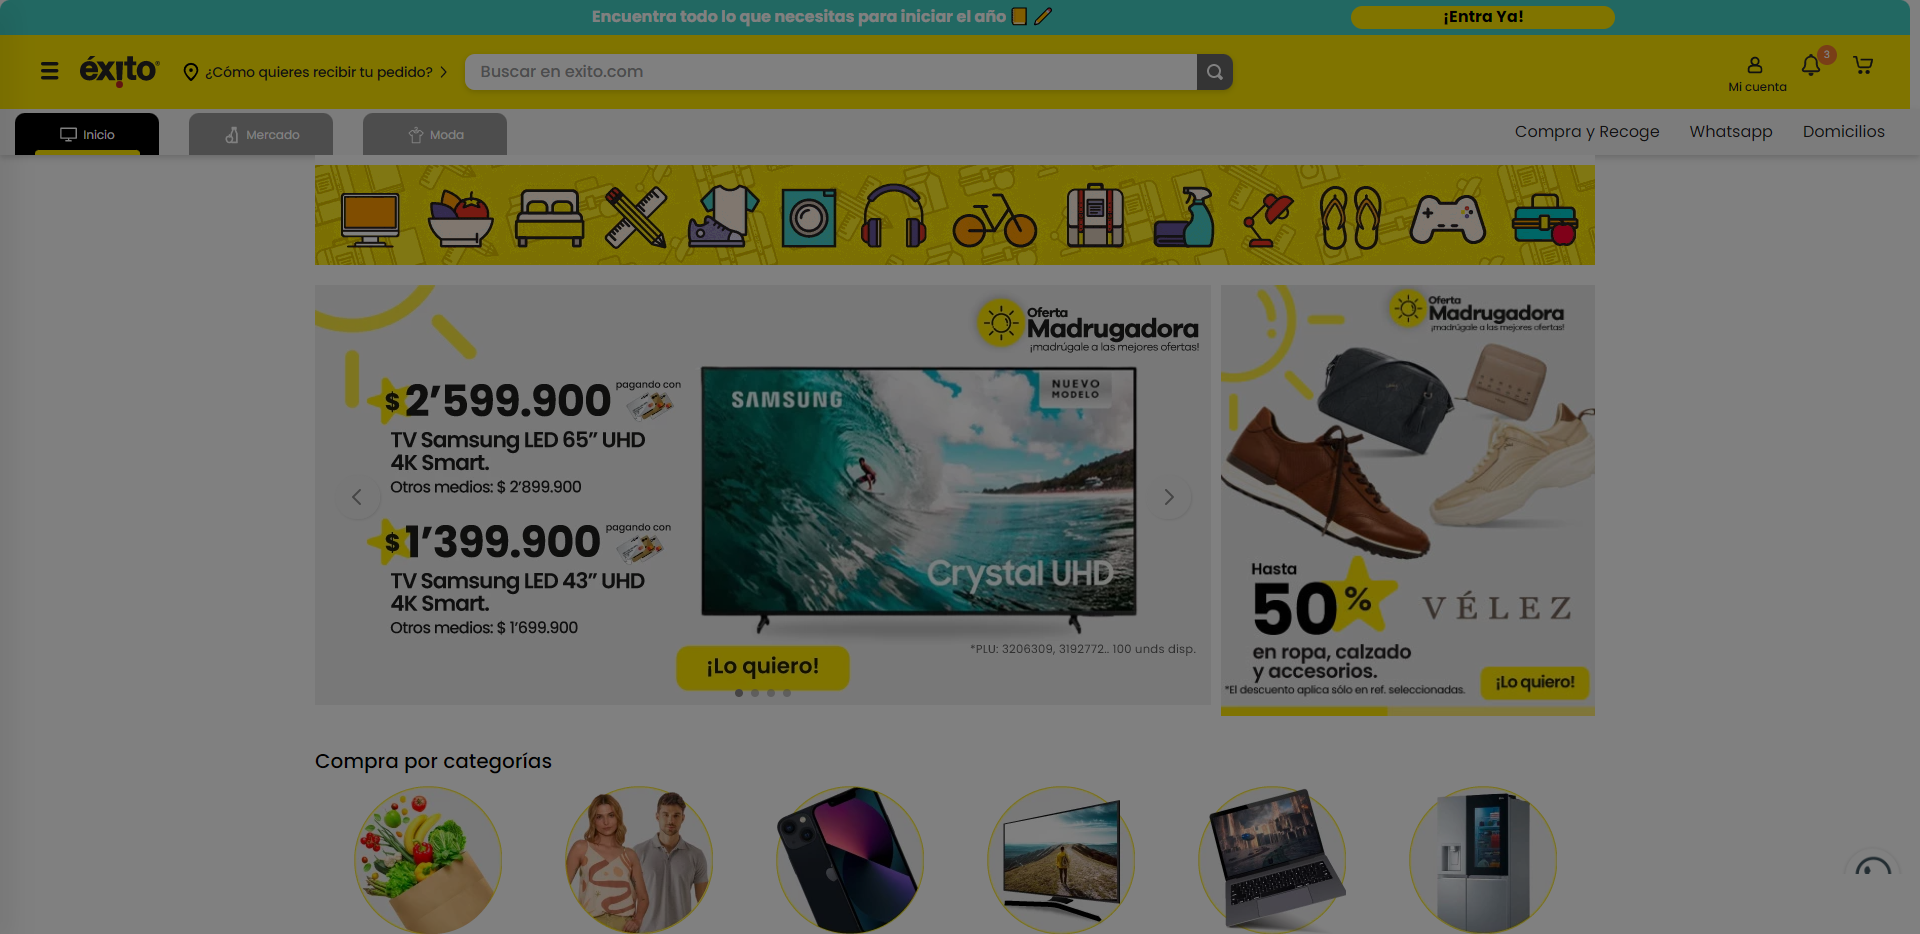 Encuentra todo lo que necesitas para iniciar el año
¡Entra Ya!
éxito
¿Cómo quieres recibir tu pedido?
Buscar en exito.com
Mi cuenta
3
Inicio
Mercado
Moda
Compra y Recoge
Whatsapp
Domicilios
Oferta
Madrugadora
¡madrúgale a las mejores ofertas!
$2'599.900
pagando con
TV Samsung LED 65” UHD
4K Smart.
Otros medios: $ 2'899.900
$1'399.900
pagando con
TV Samsung LED 43” UHD
4K Smart.
Otros medios: $ 1'699.900
SAMSUNG
NUEVO
MODELO
Crystal UHD
*PLU: 3206309, 3192772.. 100 unds disp.
¡Lo quiero!
Oferta
Madrugadora
¡madrúgale a las mejores ofertas!
Hasta
50%
VÉLEZ
en ropa, calzado
y accesorios.
*El descuento aplica sólo en ref. seleccionadas.
¡Lo quiero!
Compra por categorías